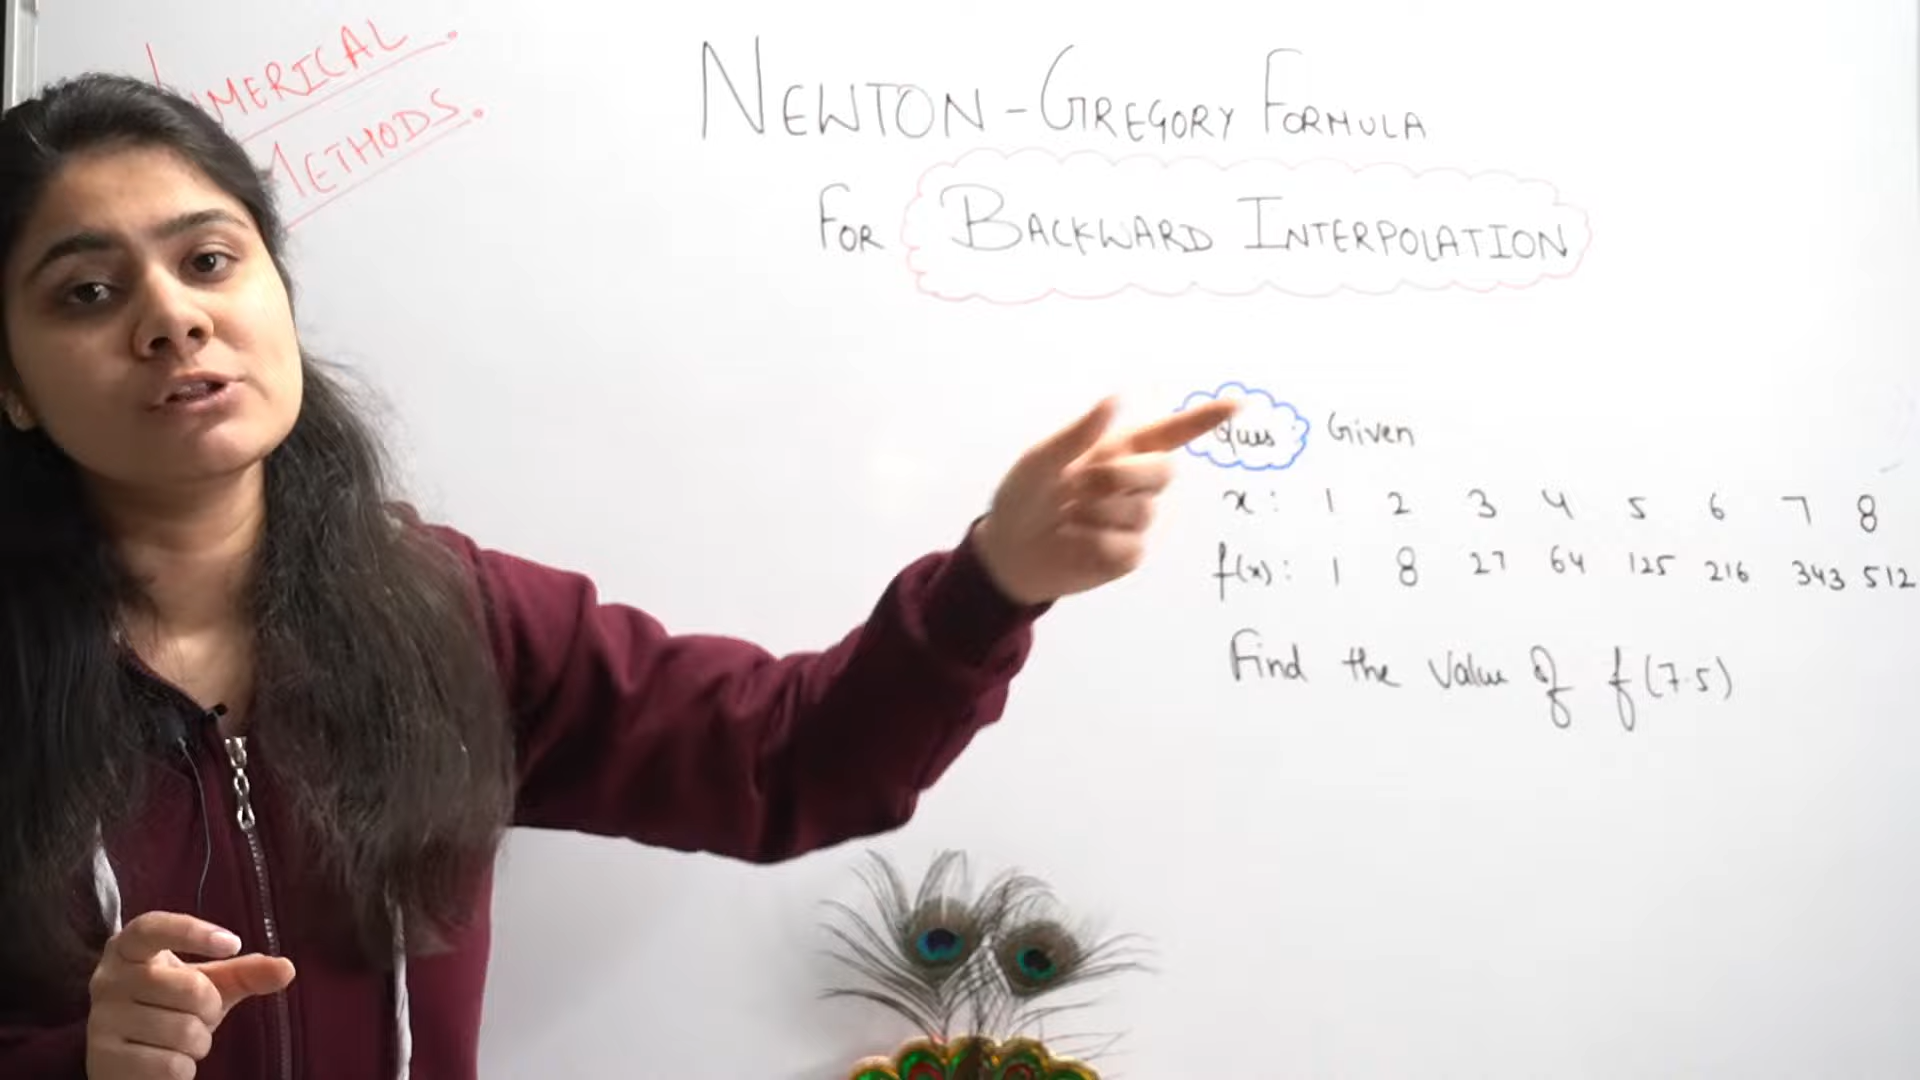 METHODS.
NEWTON-GREGORY FORMULA
FOR BACKWARD INTERPOLATION
Ques: Given
x: 1 2 3 4 5 6 7 8
f(x): 1 8 27 64 125 216 343 512
Find the Value Of f(7.5)